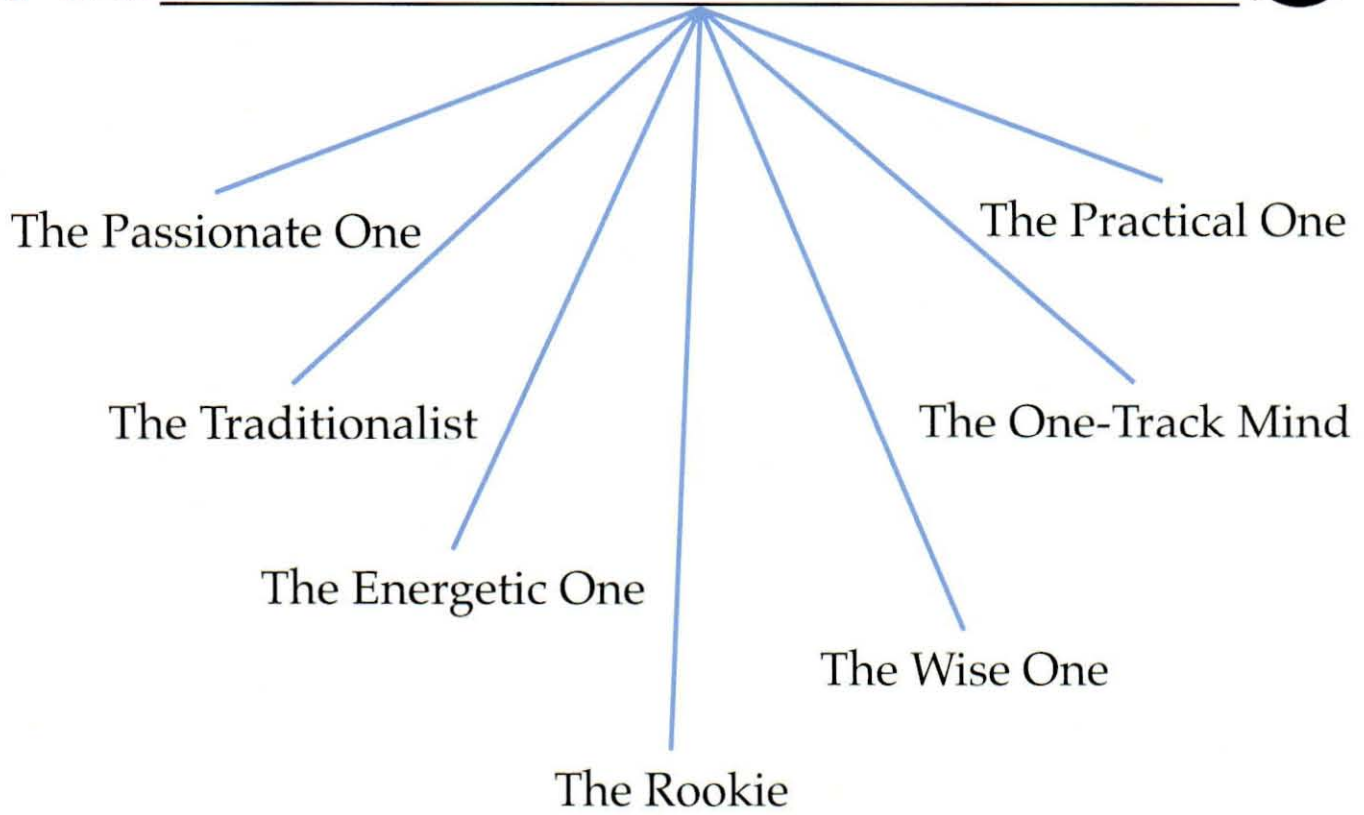 The Passionate One
The Practical One
The Traditionalist
The One-Track Mind
The Energetic One
The Wise One
The Rookie